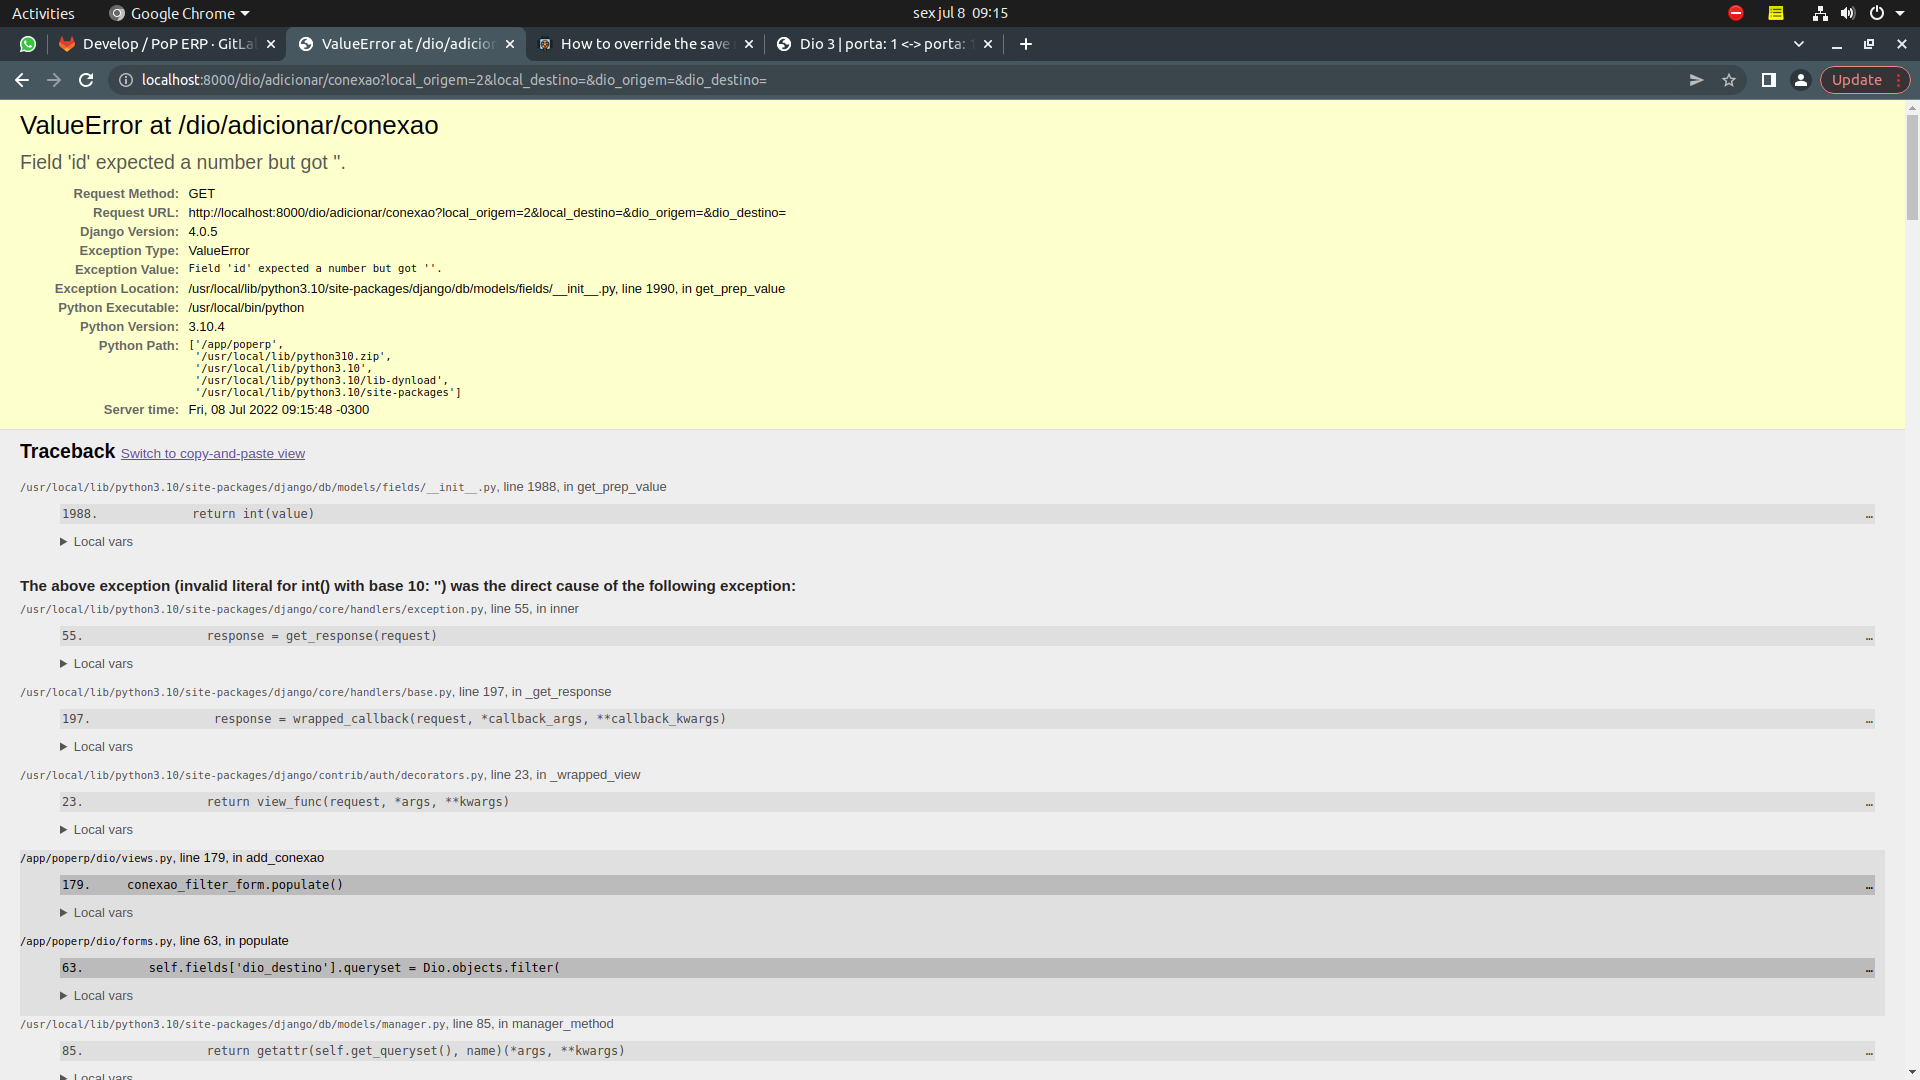 Activities
Google Chrome
sex jul 8 09:15
Develop / PoP ERP · GitLa
ValueError at /dio/adicion
How to override the save
Dio 3 | porta: 1 <-> porta: 1
localhost:8000/dio/adicionar/conexao?local_origem=2&local_destino=&dio_origem=&dio_destino=
Update
ValueError at /dio/adicionar/conexao
Field 'id' expected a number but got ''.
Request Method: GET
Request URL: http://localhost:8000/dio/adicionar/conexao?local_origem=2&local_destino=&dio_origem=&dio_destino=
Django Version: 4.0.5
Exception Type: ValueError
Exception Value: Field 'id' expected a number but got ''.
Exception Location: /usr/local/lib/python3.10/site-packages/django/db/models/fields/__init__.py, line 1990, in get_prep_value
Python Executable: /usr/local/bin/python
Python Version: 3.10.4
Python Path: ['/app/poperp',
'/usr/local/lib/python310.zip',
'/usr/local/lib/python3.10',
'/usr/local/lib/python3.10/lib-dynload',
'/usr/local/lib/python3.10/site-packages']
Server time: Fri, 08 Jul 2022 09:15:48 -0300
Traceback Switch to copy-and-paste view
/usr/local/lib/python3.10/site-packages/django/db/models/fields/__init__.py, line 1988, in get_prep_value
1988. return int(value) …
▶ Local vars
The above exception (invalid literal for int() with base 10: '') was the direct cause of the following exception:
/usr/local/lib/python3.10/site-packages/django/core/handlers/exception.py, line 55, in inner
55. response = get_response(request) …
▶ Local vars
/usr/local/lib/python3.10/site-packages/django/core/handlers/base.py, line 197, in _get_response
197. response = wrapped_callback(request, *callback_args, **callback_kwargs) …
▶ Local vars
/usr/local/lib/python3.10/site-packages/django/contrib/auth/decorators.py, line 23, in _wrapped_view
23. return view_func(request, *args, **kwargs) …
▶ Local vars
/app/poperp/dio/views.py, line 179, in add_conexao
179. conexao_filter_form.populate() …
▶ Local vars
/app/poperp/dio/forms.py, line 63, in populate
63. self.fields['dio_destino'].queryset = Dio.objects.filter( …
▶ Local vars
/usr/local/lib/python3.10/site-packages/django/db/models/manager.py, line 85, in manager_method
85. return getattr(self.get_queryset(), name)(*args, **kwargs) …
▶ Local vars